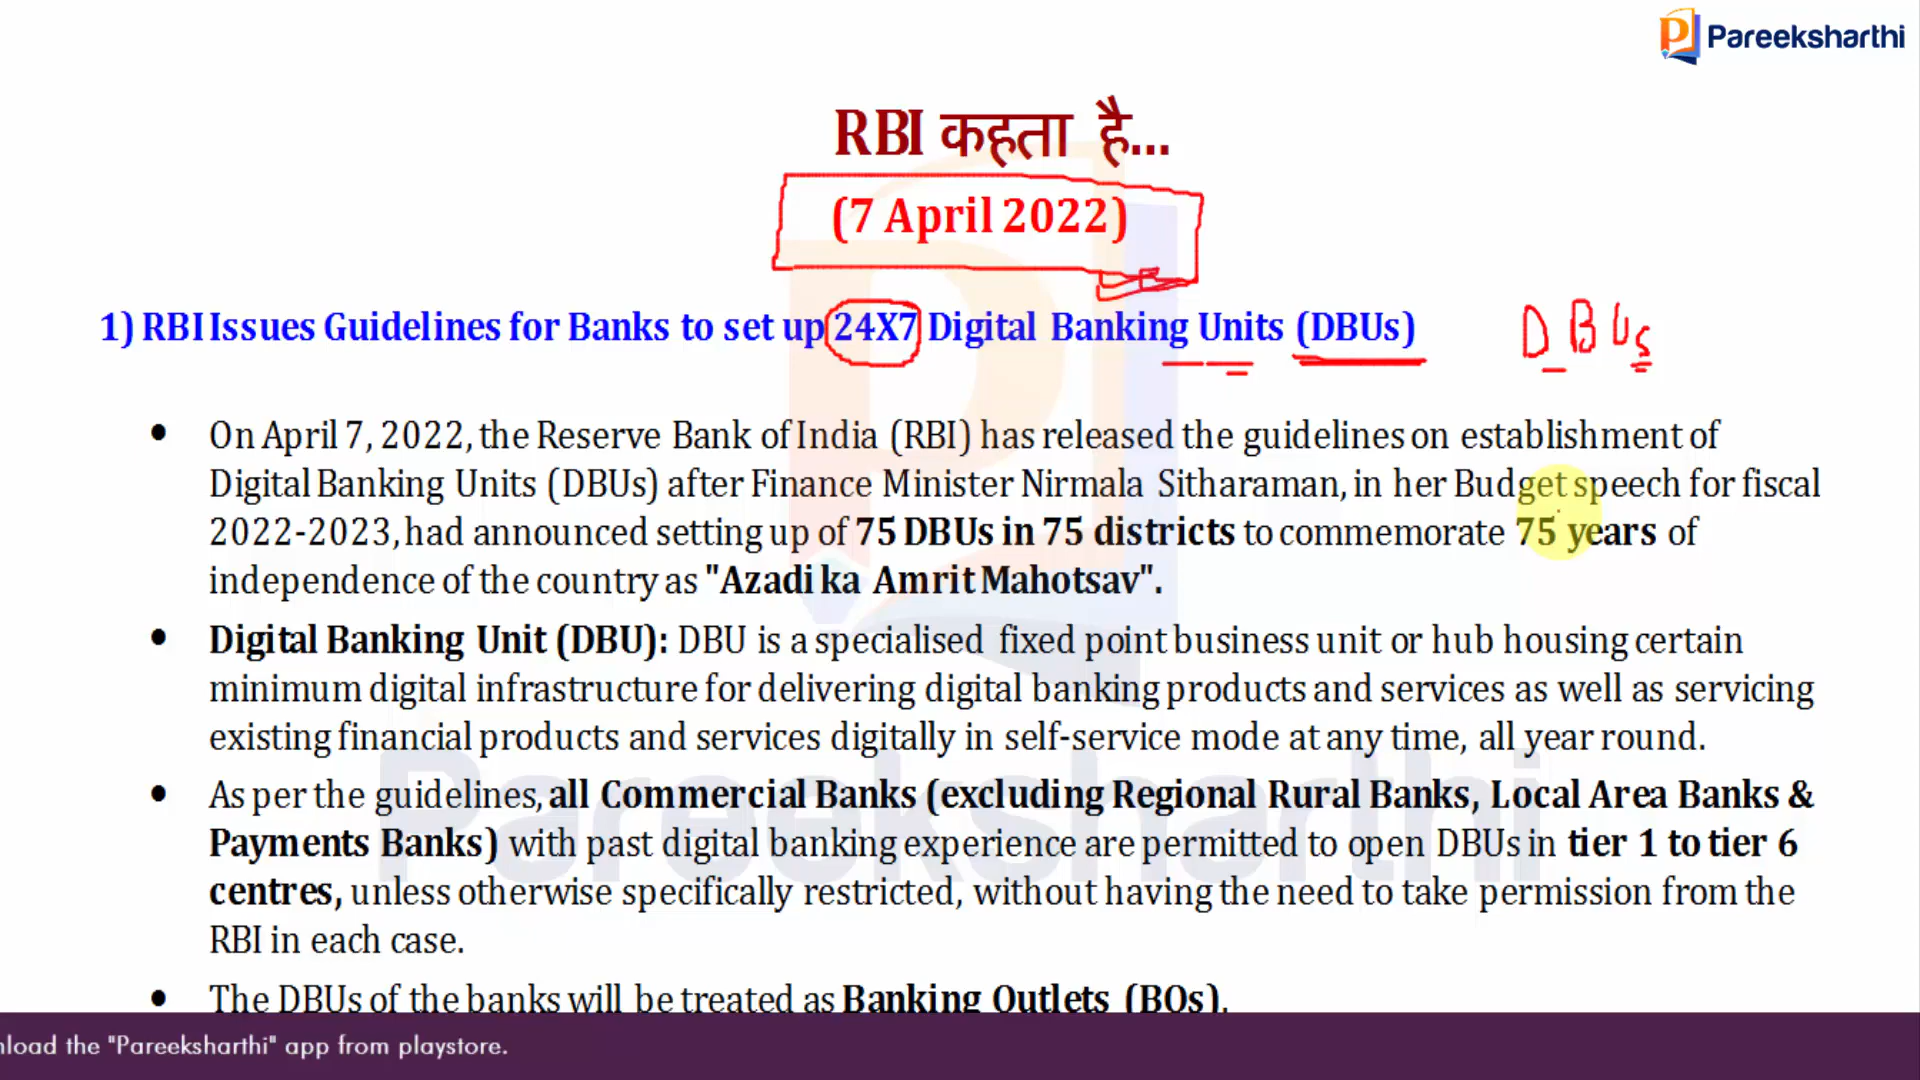 Pareeksharthi
RBI कहता है...
(7 April 2022)
1) RBI Issues Guidelines for Banks to set up 24X7 Digital Banking Units (DBUs) DBUs
• On April 7, 2022, the Reserve Bank of India (RBI) has released the guidelines on establishment of
Digital Banking Units (DBUs) after Finance Minister Nirmala Sitharaman, in her Budget speech for fiscal
2022-2023, had announced setting up of 75 DBUs in 75 districts to commemorate 75 years of
independence of the country as "Azadi ka Amrit Mahotsav".
• Digital Banking Unit (DBU): DBU is a specialised fixed point business unit or hub housing certain
minimum digital infrastructure for delivering digital banking products and services as well as servicing
existing financial products and services digitally in self-service mode at any time, all year round.
• As per the guidelines, all Commercial Banks (excluding Regional Rural Banks, Local Area Banks &
Payments Banks) with past digital banking experience are permitted to open DBUs in tier 1 to tier 6
centres, unless otherwise specifically restricted, without having the need to take permission from the
RBI in each case.
• The DBUs of the banks will be treated as Banking Outlets (BOs).
nload the "Pareeksharthi" app from playstore.
Pareeksharthi